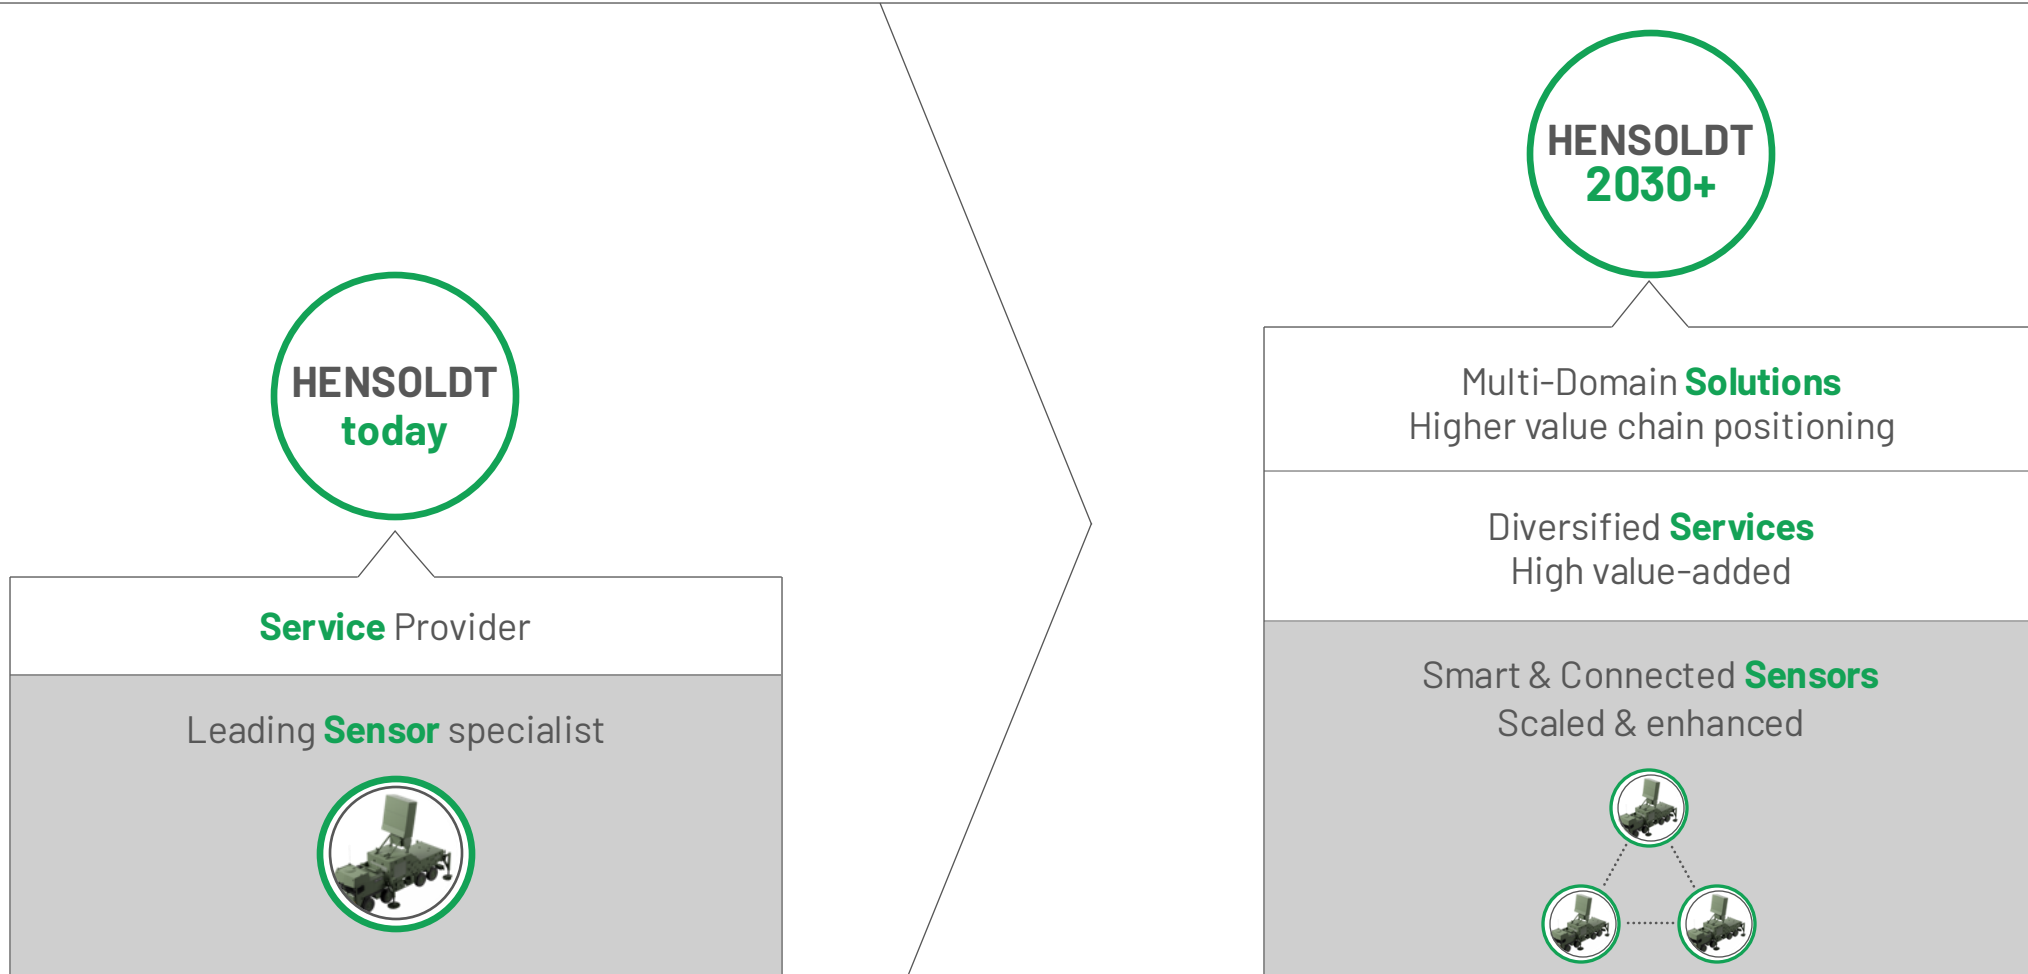 HENSOLDT
today
Service Provider
Leading Sensor specialist
HENSOLDT
2030+
Multi-Domain Solutions
Higher value chain positioning
Diversified Services
High value-added
Smart & Connected Sensors
Scaled & enhanced